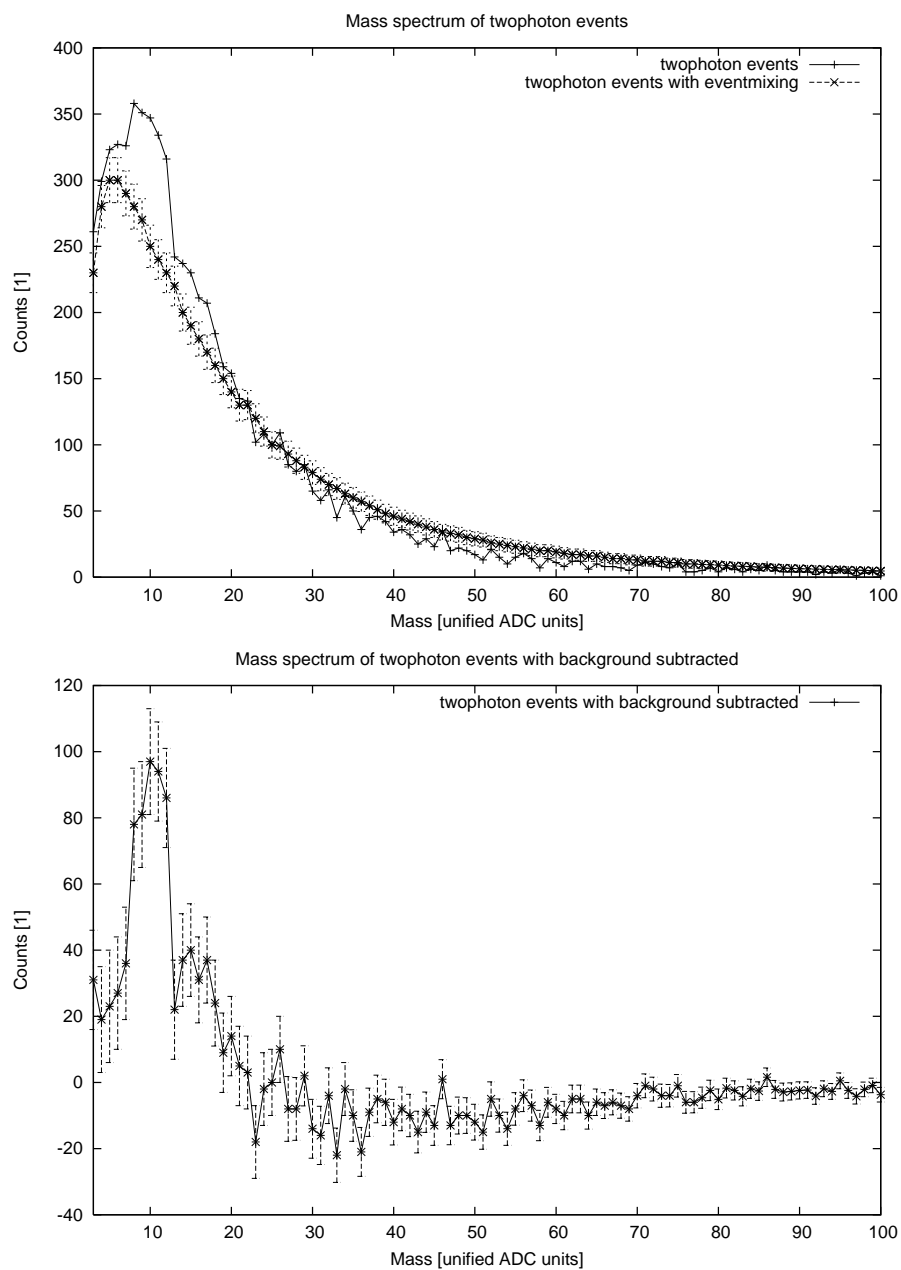 Mass spectrum of twophoton events
400
350
300
250
200
150
100
50
0
Counts [1]
twophoton events
twophoton events with eventmixing
10 20 30 40 50 60 70 80 90 100
Mass [unified ADC units]
Mass spectrum of twophoton events with background subtracted
120
100
80
60
40
20
0
-20
-40
Counts [1]
twophoton events with background subtracted
10 20 30 40 50 60 70 80 90 100
Mass [unified ADC units]